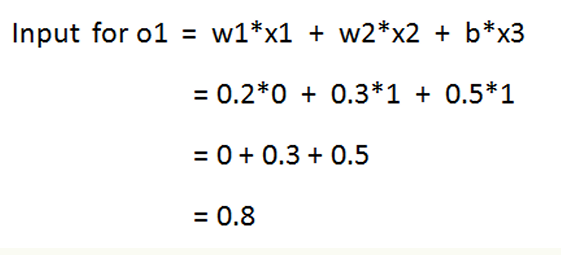 Input for o1 = w1*x1 + w2*x2 + b*x3
= 0.2*0 + 0.3*1 + 0.5*1
= 0 + 0.3 + 0.5
= 0.8